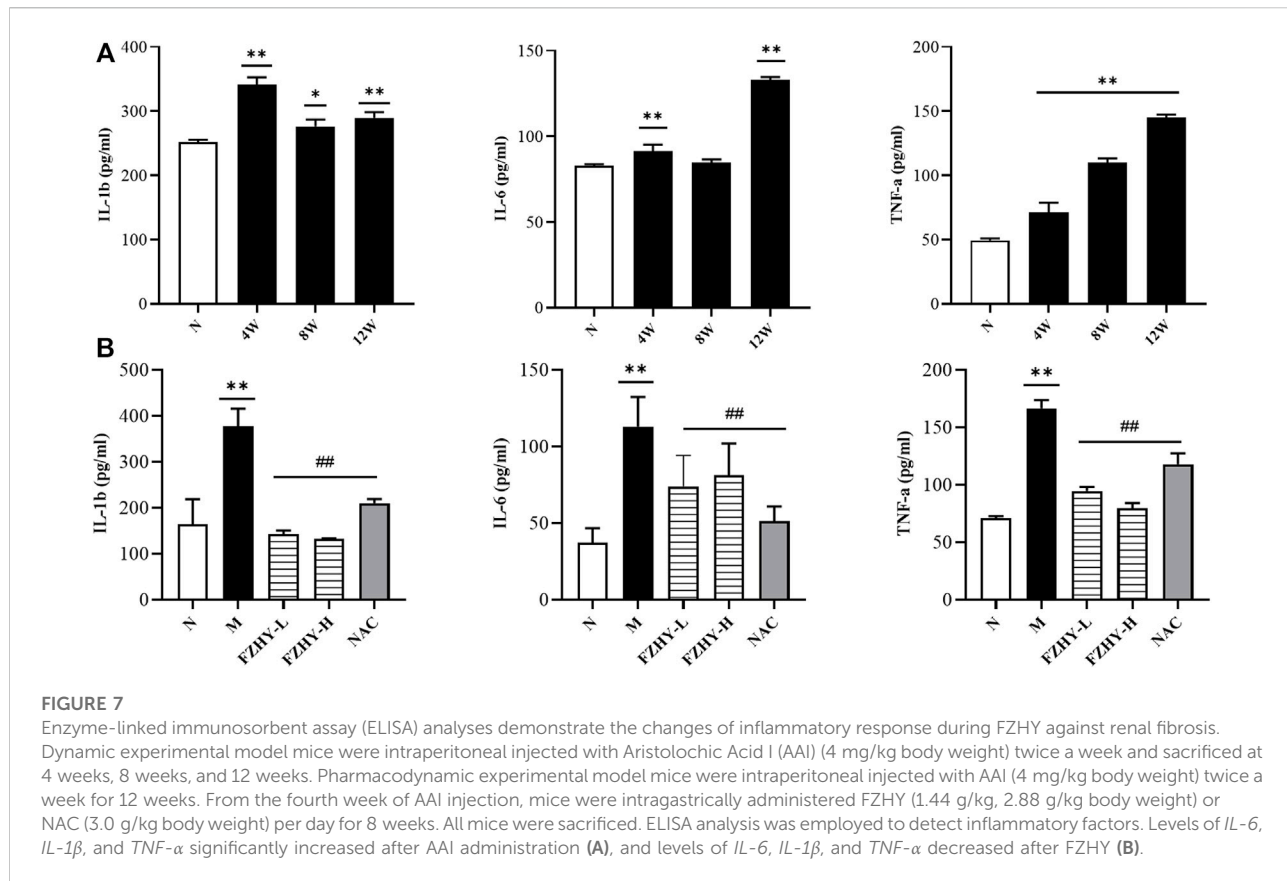 A
400
300
200
100
0
IL-1b (pg/ml)
**
*
**
N
4W
8W
12W
150
100
50
0
IL-6 (pg/ml)
**
**
N
4W
8W
12W
200
150
100
50
0
TNF-a (pg/ml)
**
N
4W
8W
12W
B
500
400
300
200
100
0
IL-1b (pg/ml)
**
##
N
M
FZHY-L
FZHY-H
NAC
150
100
50
0
IL-6 (pg/ml)
**
##
N
M
FZHY-L
FZHY-H
NAC
200
150
100
50
0
TNF-a (pg/ml)
**
##
N
M
FZHY-L
FZHY-H
NAC
FIGURE 7
Enzyme-linked immunosorbent assay (ELISA) analyses demonstrate the changes of inflammatory response during FZHY against renal fibrosis.
Dynamic experimental model mice were intraperitoneal injected with Aristolochic Acid I (AAI) (4 mg/kg body weight) twice a week and sacrificed at
4 weeks, 8 weeks, and 12 weeks. Pharmacodynamic experimental model mice were intraperitoneal injected with AAI (4 mg/kg body weight) twice a
week for 12 weeks. From the fourth week of AAI injection, mice were intragastrically administered FZHY (1.44 g/kg, 2.88 g/kg body weight) or
NAC (3.0 g/kg body weight) per day for 8 weeks. All mice were sacrificed. ELISA analysis was employed to detect inflammatory factors. Levels of IL-6,
IL-1β, and TNF-α significantly increased after AAI administration (A), and levels of IL-6, IL-1β, and TNF-α decreased after FZHY (B).